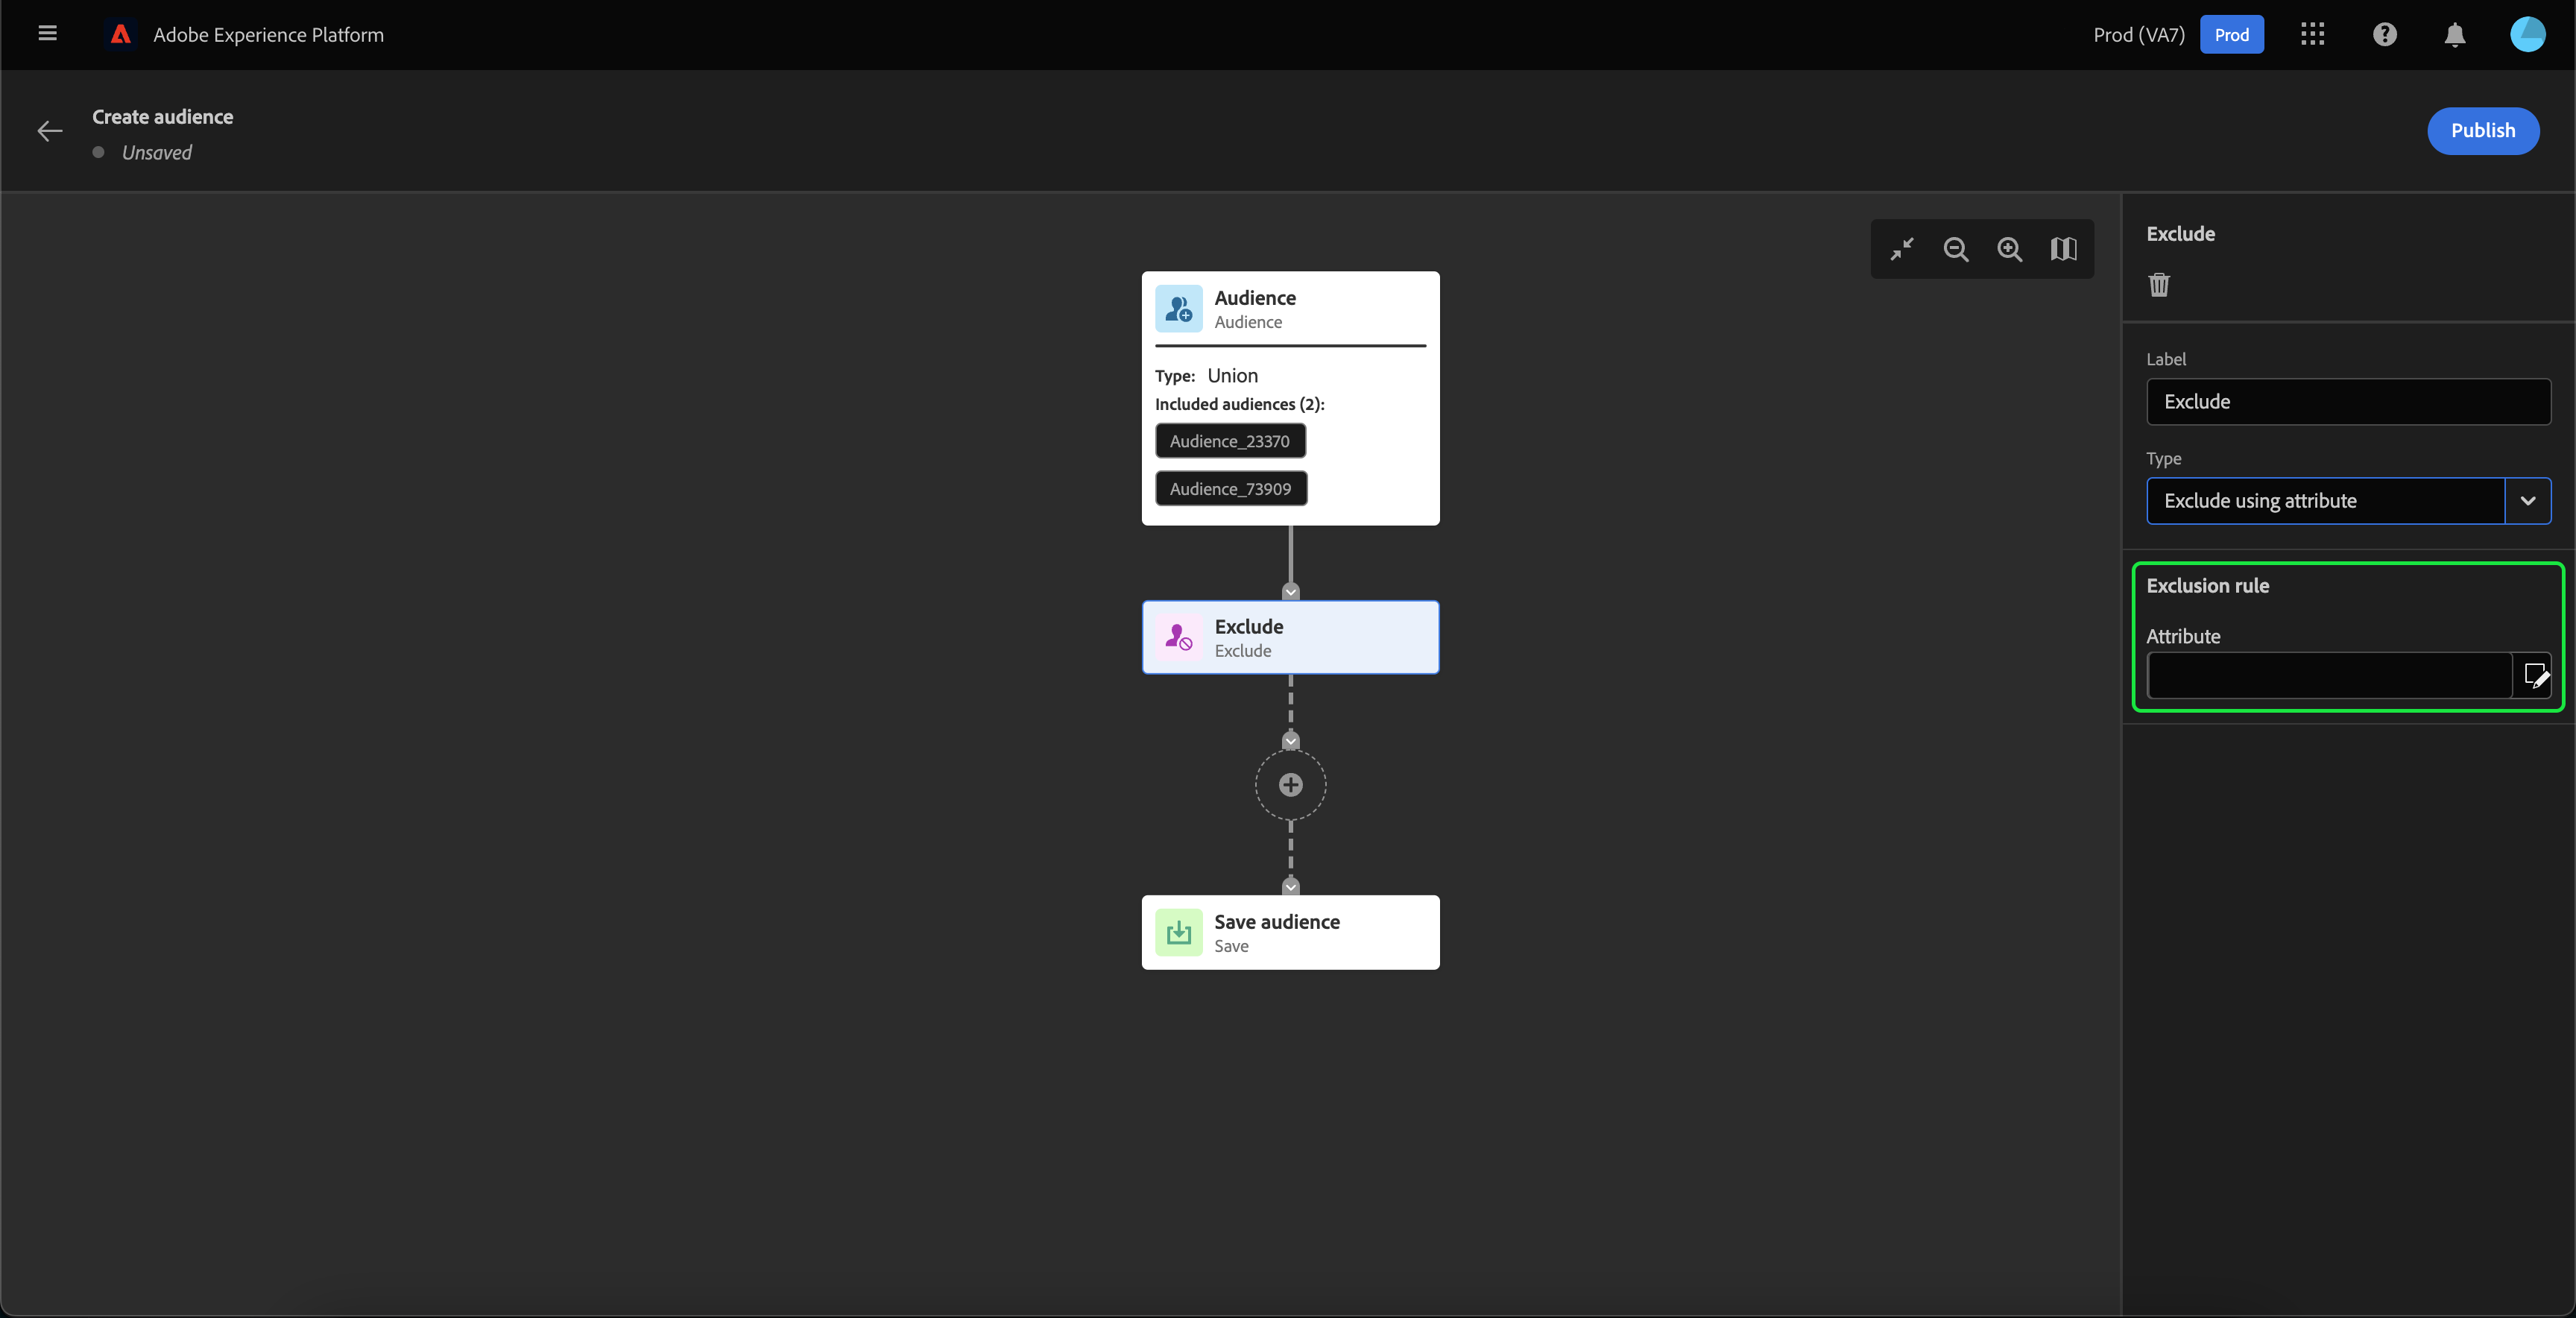 Adobe Experience Platform
Prod (VA7)
Prod
Create audience
Unsaved
Publish
Audience
Audience
Type: Union
Included audiences (2):
Audience_23370
Audience_73909
Exclude
Exclude
Save audience
Save
Exclude
Label
Exclude
Type
Exclude using attribute
Exclusion rule
Attribute